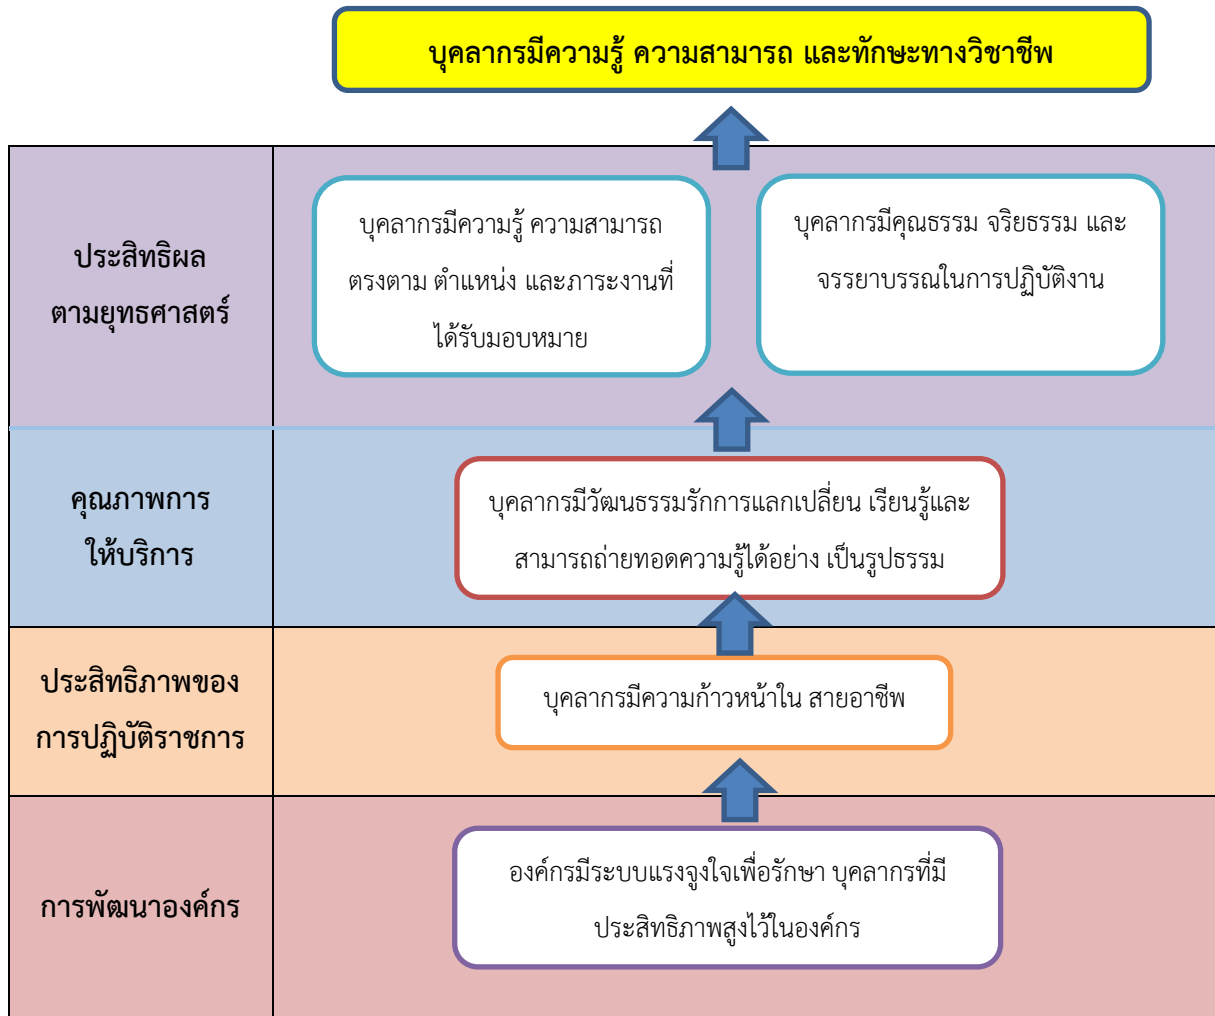 บุคลากรมีความรู้ ความสามารถ และทักษะทางวิชาชีพ
ประสิทธิผล
ตามยุทธศาสตร์
บุคลากรมีความรู้ ความสามารถ
ตรงตาม ตำแหน่ง และภาระงานที่
ได้รับมอบหมาย
บุคลากรมีคุณธรรม จริยธรรม และ
จรรยาบรรณในการปฏิบัติงาน
คุณภาพการ
ให้บริการ
บุคลากรมีวัฒนธรรมรักการแลกเปลี่ยน เรียนรู้และ
สามารถถ่ายทอดความรู้ได้อย่าง เป็นรูปธรรม
ประสิทธิภาพของ
การปฏิบัติราชการ
บุคลากรมีความก้าวหน้าใน สายอาชีพ
การพัฒนาองค์กร
องค์กรมีระบบแรงจูงใจเพื่อรักษา บุคลากรที่มี
ประสิทธิภาพสูงไว้ในองค์กร